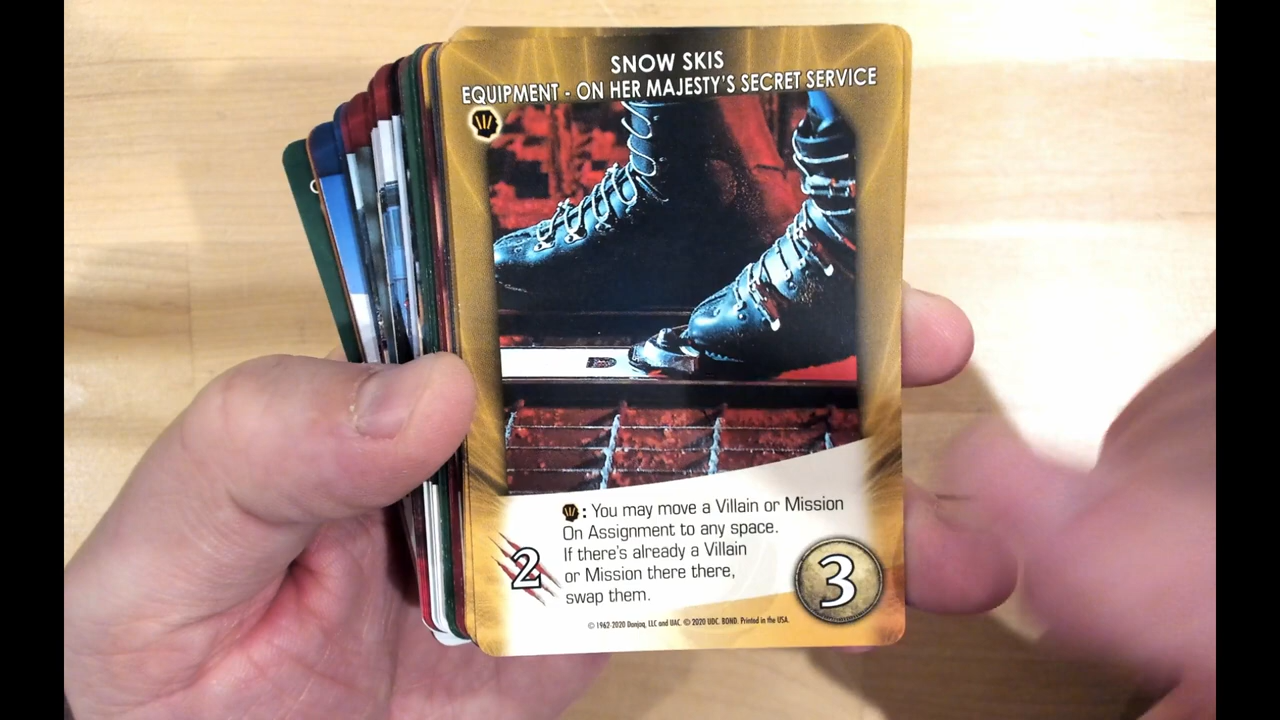 SNOW SKIS
EQUIPMENT - ON HER MAJESTY'S SECRET SERVICE
: You may move a Villain or Mission
On Assignment to any space.
If there's already a Villain
or Mission there there,
swap them.
2
3
© 1962-2020 Danjaq, LLC and UAC. © 2020 UDC. BOND. Printed in the USA.